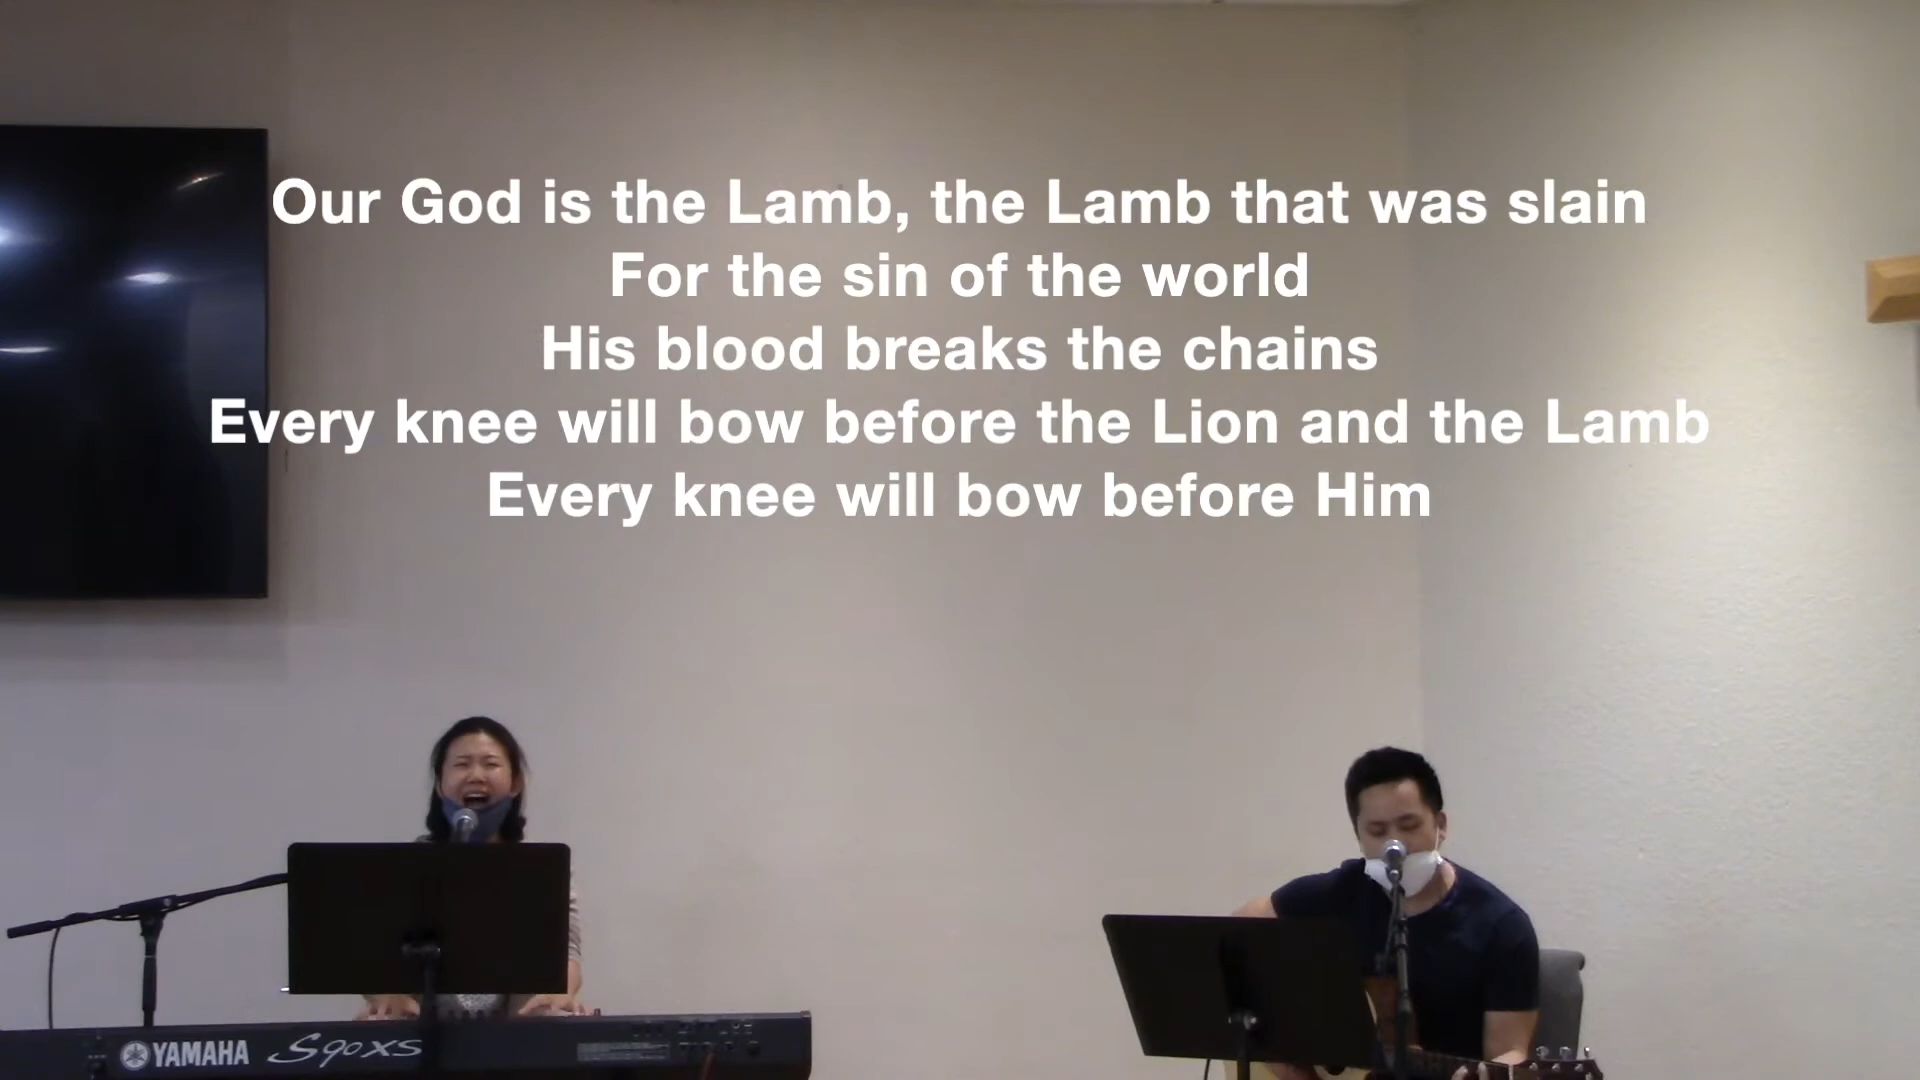 Our God is the Lamb, the Lamb that was slain
For the sin of the world
His blood breaks the chains
Every knee will bow before the Lion and the Lamb
Every knee will bow before Him
YAMAHA S90XS